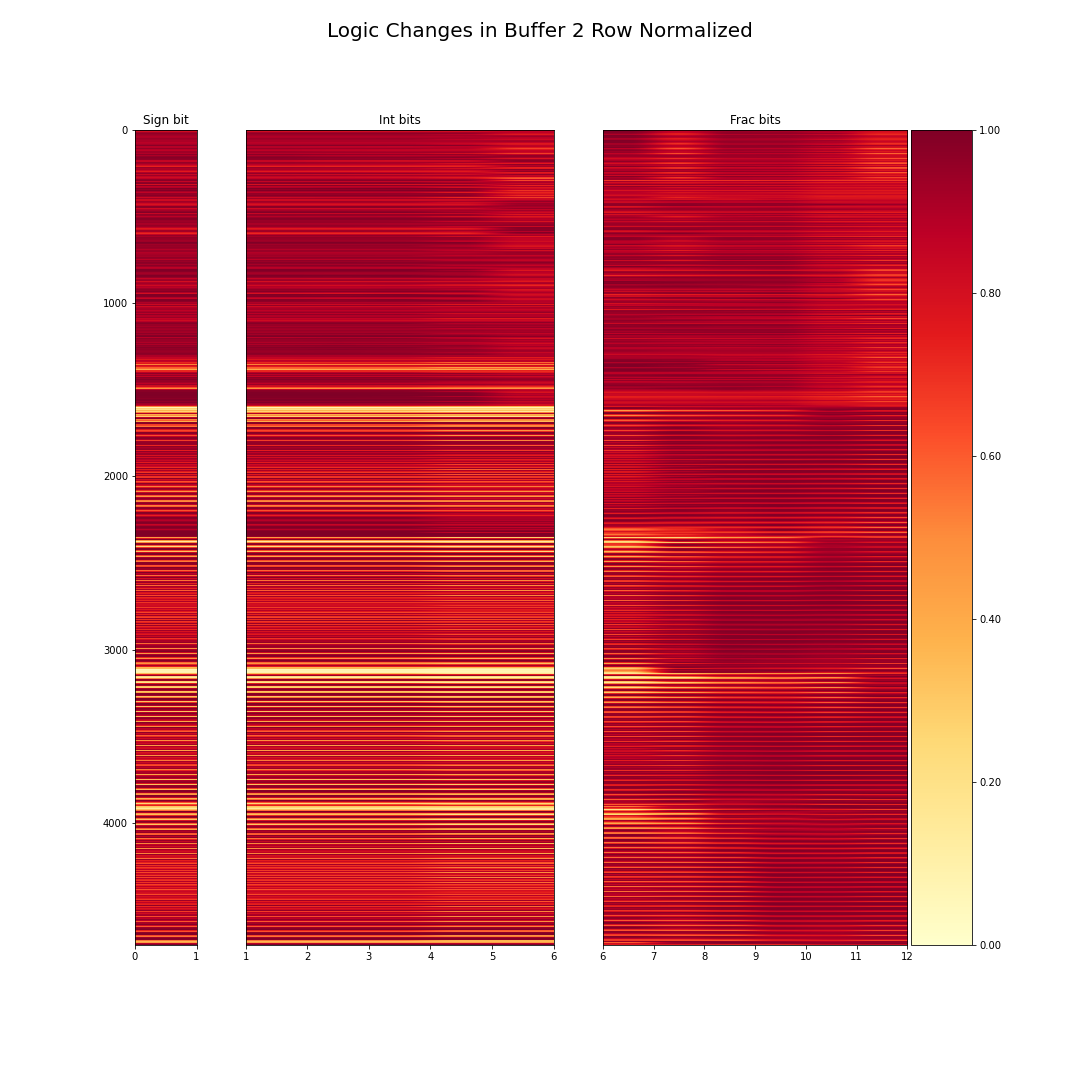 Logic Changes in Buffer 2 Row Normalized
Sign bit
Int bits
Frac bits
0
1000
2000
3000
4000
0 1
1 2 3 4 5 6
6 7 8 9 10 11 12
1.00
0.80
0.60
0.40
0.20
0.00